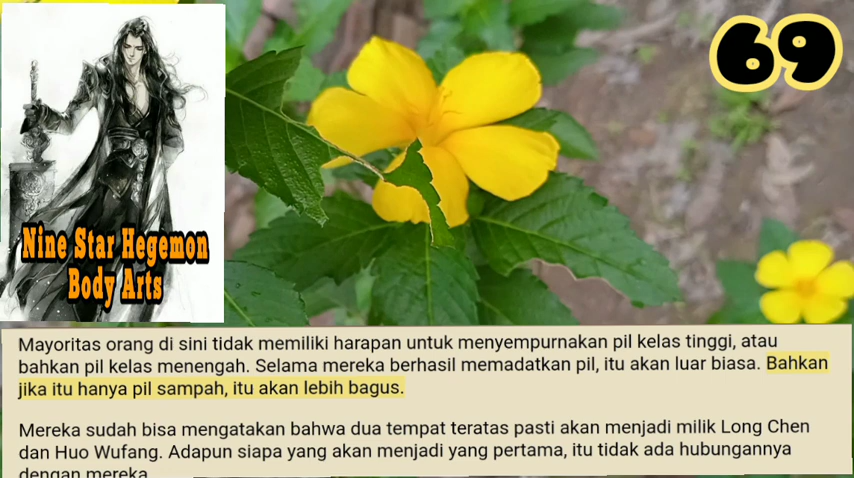 69
Nine Star Hegemon
Body Arts
Mayoritas orang di sini tidak memiliki harapan untuk menyempurnakan pil kelas tinggi, atau
bahkan pil kelas menengah. Selama mereka berhasil memadatkan pil, itu akan luar biasa. Bahkan
jika itu hanya pil sampah, itu akan lebih bagus.
Mereka sudah bisa mengatakan bahwa dua tempat teratas pasti akan menjadi milik Long Chen
dan Huo Wufang. Adapun siapa yang akan menjadi yang pertama, itu tidak ada hubungannya
dengan mereka.